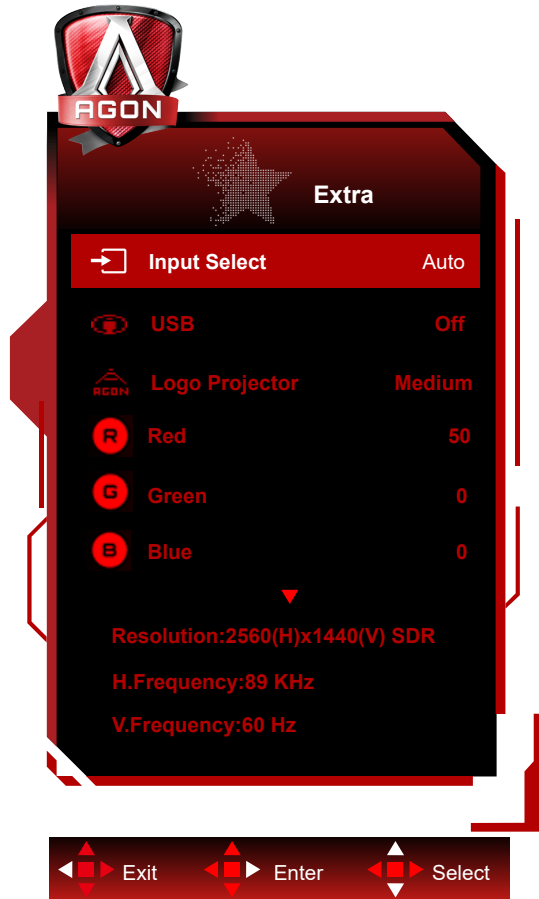 AGON
Extra
Input Select Auto
USB Off
AGON Logo Projector Medium
R Red 50
G Green 0
B Blue 0
Resolution:2560(H)x1440(V) SDR
H.Frequency:89 KHz
V.Frequency:60 Hz
Exit Enter Select